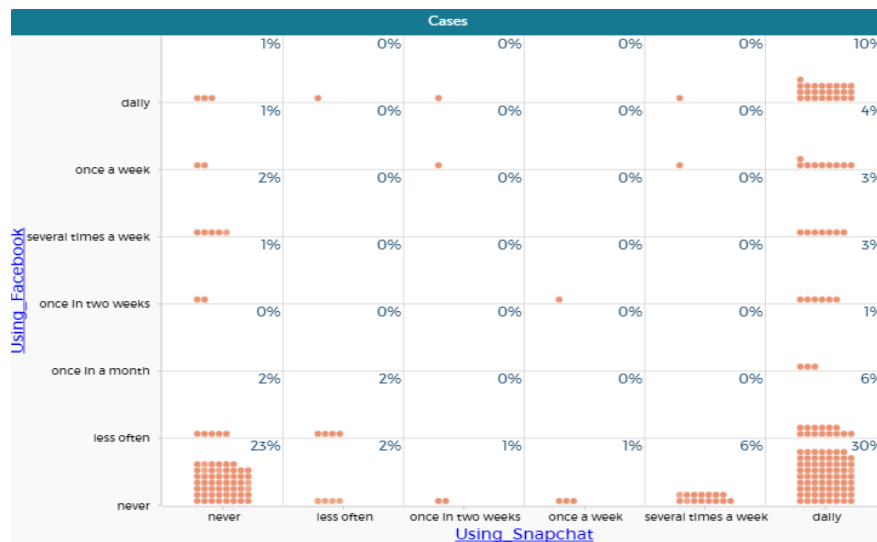 Cases
1% 0% 0% 0% 0% 10%
daily
1% 0% 0% 0% 0% 4%
once a week
2% 0% 0% 0% 0% 3%
several times a week
1% 0% 0% 0% 0% 3%
once in two weeks
0% 0% 0% 0% 0% 1%
once in a month
2% 2% 0% 0% 0% 6%
less often
23% 2% 1% 1% 6% 30%
never
Using_Facebook
never less often once in two weeks once a week several times a week daily
Using_Snapchat